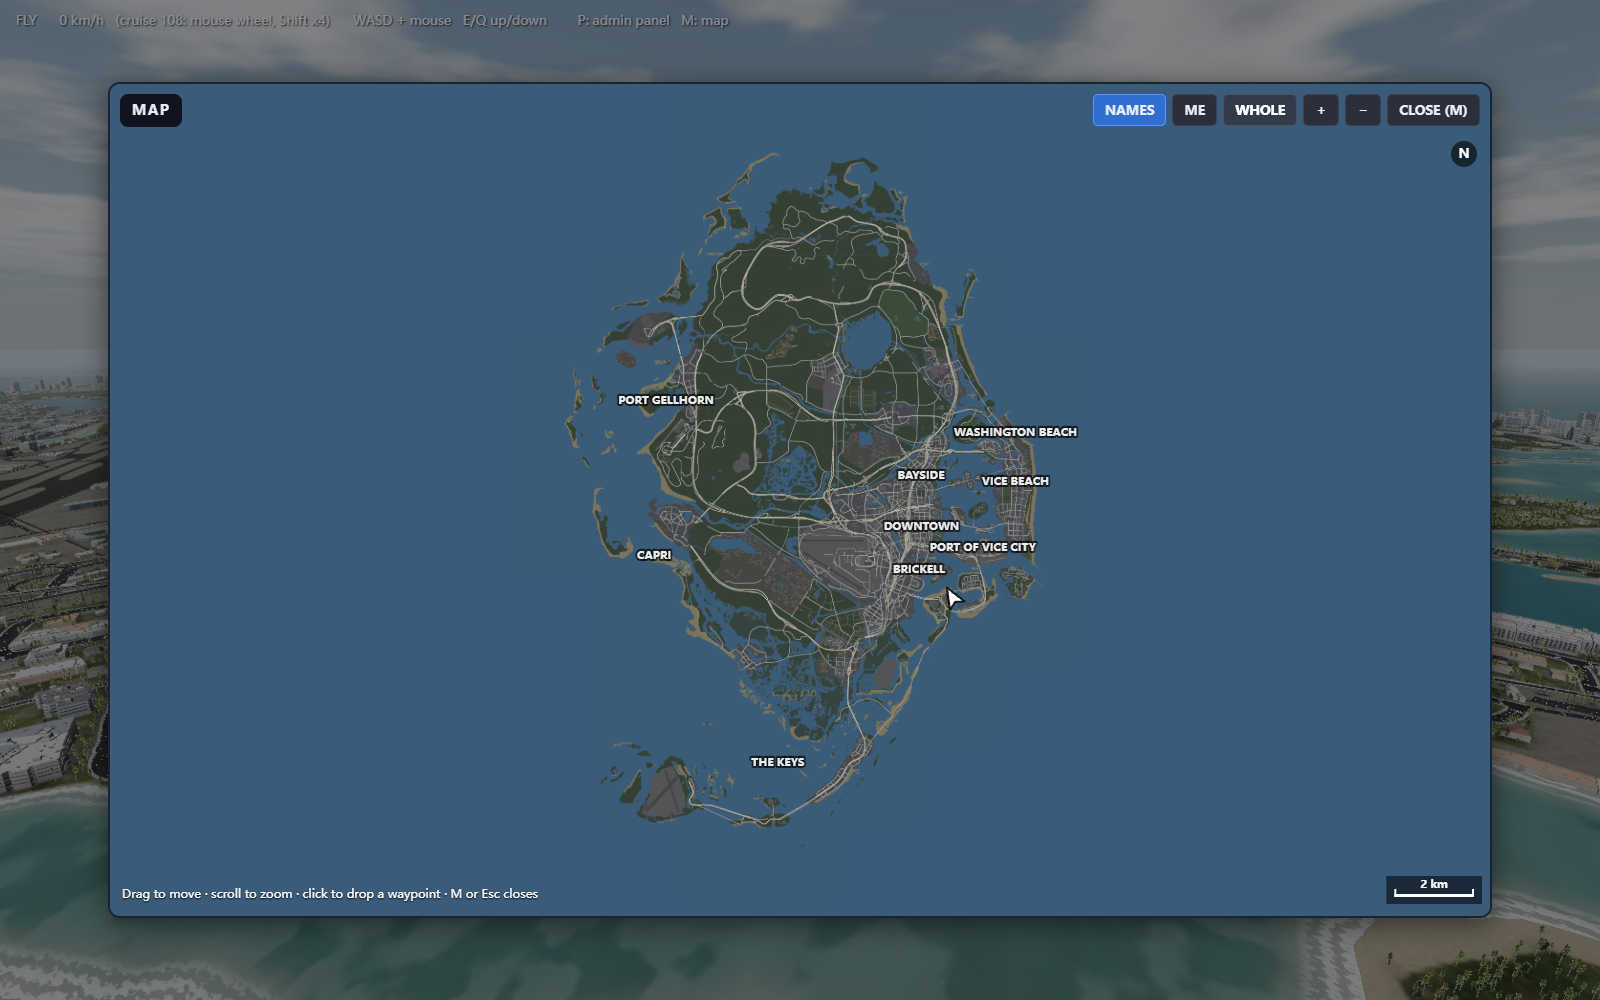 FLY 0 km/h (cruise 108: mouse wheel, Shift x4) WASD + mouse E/Q up/down P: admin panel M: map
MAP
NAMES ME WHOLE + − CLOSE (M)
N
PORT GELLHORN
WASHINGTON BEACH
BAYSIDE
VICE BEACH
DOWNTOWN
PORT OF VICE CITY
CAPRI
BRICKELL
THE KEYS
Drag to move · scroll to zoom · click to drop a waypoint · M or Esc closes
2 km